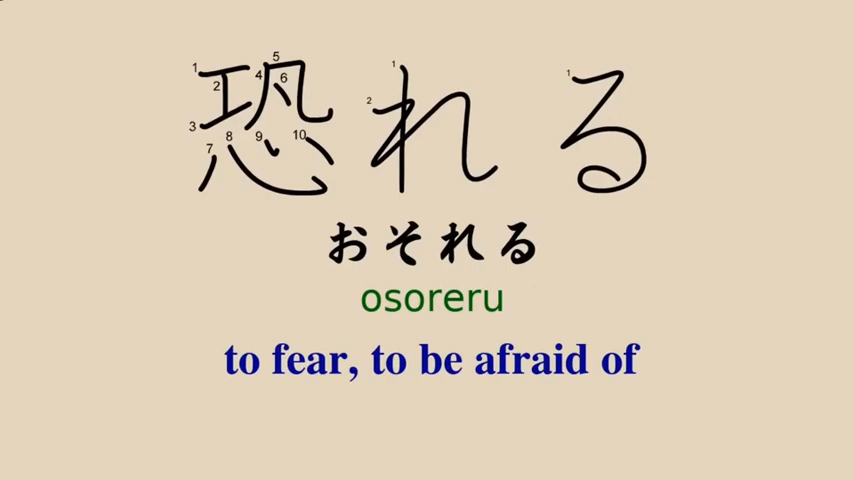 恐れる
おそれる
osoreru
to fear, to be afraid of